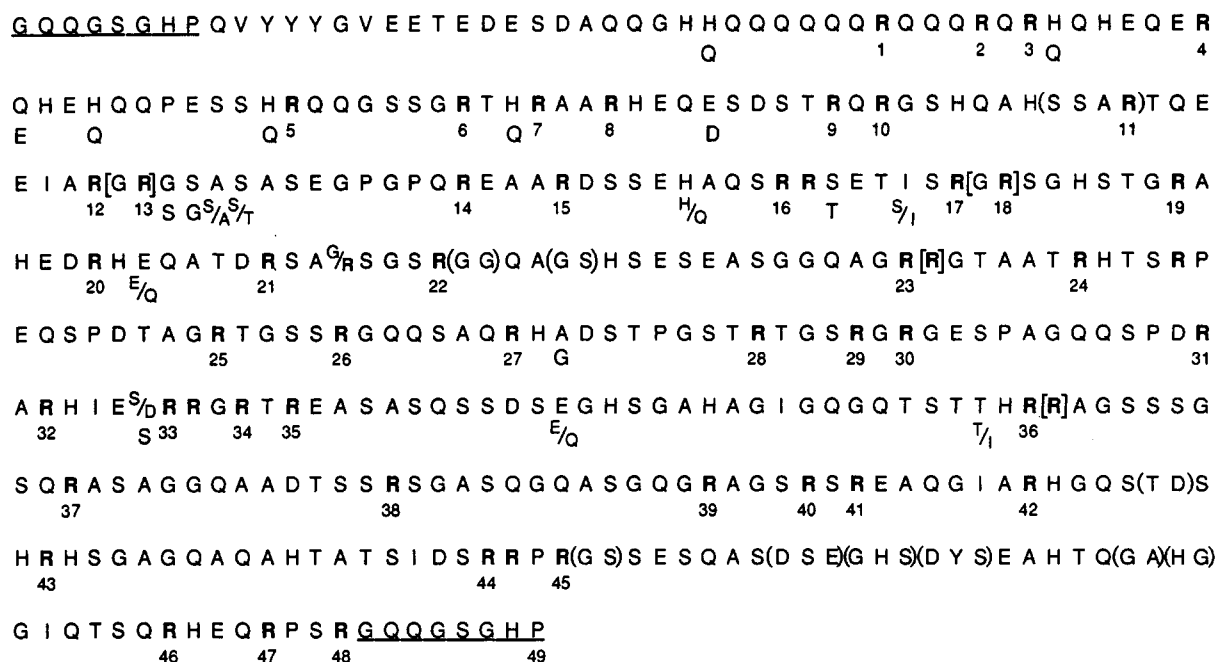 G Q Q G S G H P Q V Y Y Y G V E E T E D E S D A Q Q G H H Q Q Q Q Q Q R Q Q Q R Q R H Q H E Q E R
Q 1 2 3 Q 4
Q H E H Q Q P E S S H R Q Q G S S G R T H R A A R H E Q E S D S T R Q R G S H Q A H (S S A R) T Q E
E Q Q 5 6 Q 7 8 D 9 10 11
E I A R [G R] G S A S A S E G P G P Q R E A A R D S S E H A Q S R R S E T I S R [G R] S G H S T G R A
12 13 S G S/A S/T 14 15 H/Q 16 T S/I 17 18 19
H E D R H E Q A T D R S A G/R S G S R (G G) Q A (G S) H S E S E A S G G Q A G R [R] G T A A T R H T S R P
20 E/Q 21 22 23 24
E Q S P D T A G R T G S S R G Q Q S A Q R H A D S T P G S T R T G S R G R G E S P A G Q Q S P D R
25 26 27 G 28 29 30 31
A R H I E S/D R R G R T R E A S A S Q S S D S E G H S G A H A G I G Q G Q T S T T H R [R] A G S S S G
32 S 33 34 35 E/Q T/I 36
S Q R A S A G G Q A A D T S S R S G A S Q G Q A S G Q G R A G S R S R E A Q G I A R H G Q S (T D) S
37 38 39 40 41 42
H R H S G A G Q A Q A H T A T S I D S R R P R (G S) S E S Q A S (D S E) (G H S) (D Y S) E A H T Q (G A) (H G)
43 44 45
G I Q T S Q R H E Q R P S R G Q Q G S G H P
46 47 48 49